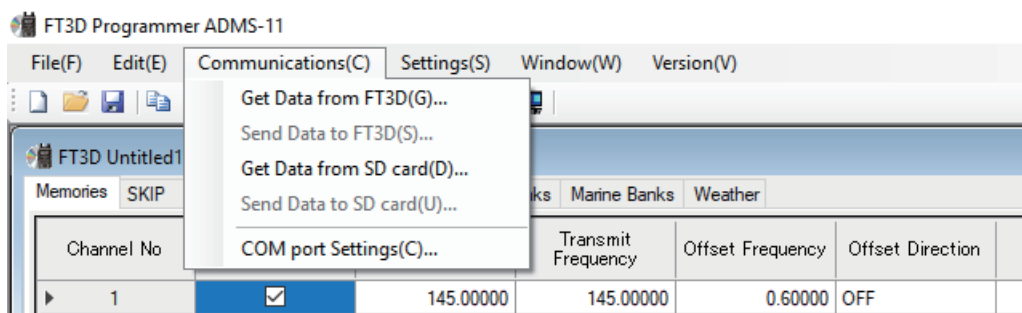 FT3D Programmer ADMS-11
File(F) Edit(E) Communications(C) Settings(S) Window(W) Version(V)
Get Data from FT3D(G)...
Send Data to FT3D(S)...
FT3D Untitled1
Get Data from SD card(D)...
Memories SKIP Marine Banks Weather
Send Data to SD card(U)...
COM port Settings(C)...
Channel No Transmit Frequency Offset Frequency Offset Direction
1 145.00000 145.00000 0.60000 OFF